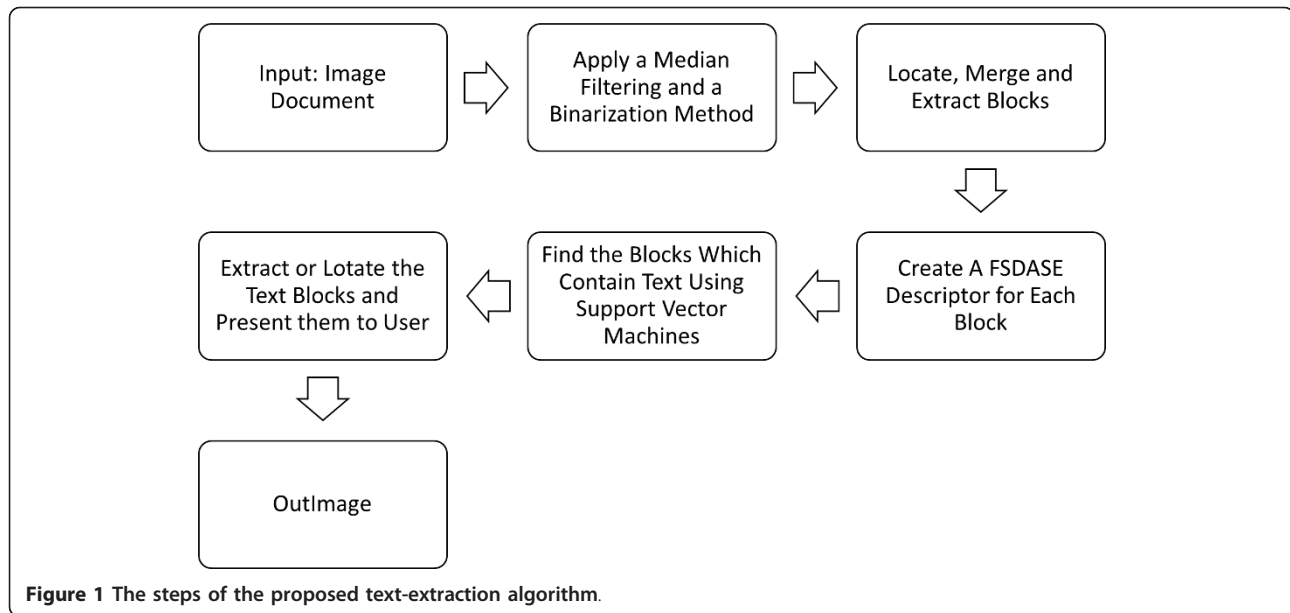 Input: Image
Document
Apply a Median
Filtering and a
Binarization Method
Locate, Merge and
Extract Blocks
Create A FSDASE
Descriptor for Each
Block
Find the Blocks Which
Contain Text Using
Support Vector
Machines
Extract or Lotate the
Text Blocks and
Present them to User
OutImage
Figure 1 The steps of the proposed text-extraction algorithm.